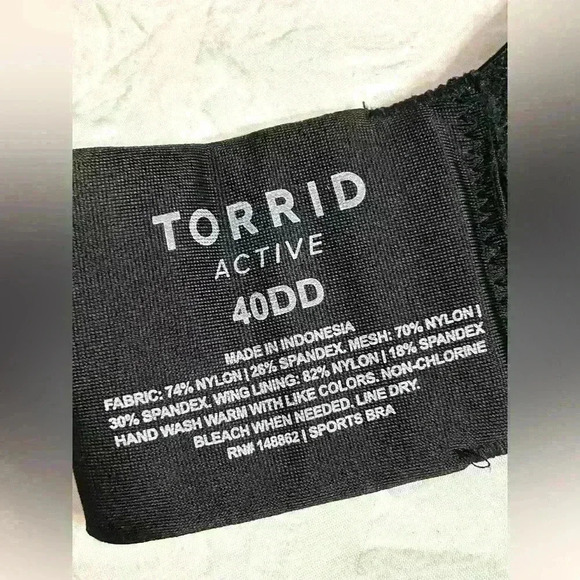 TORRID
ACTIVE
40DD
MADE IN INDONESIA
FABRIC: 74% NYLON | 26% SPANDEX. MESH: 70% NYLON |
30% SPANDEX. WING LINING: 82% NYLON | 18% SPANDEX
HAND WASH WARM WITH LIKE COLORS. NON-CHLORINE
BLEACH WHEN NEEDED. LINE DRY.
RN# 148862 | SPORTS BRA